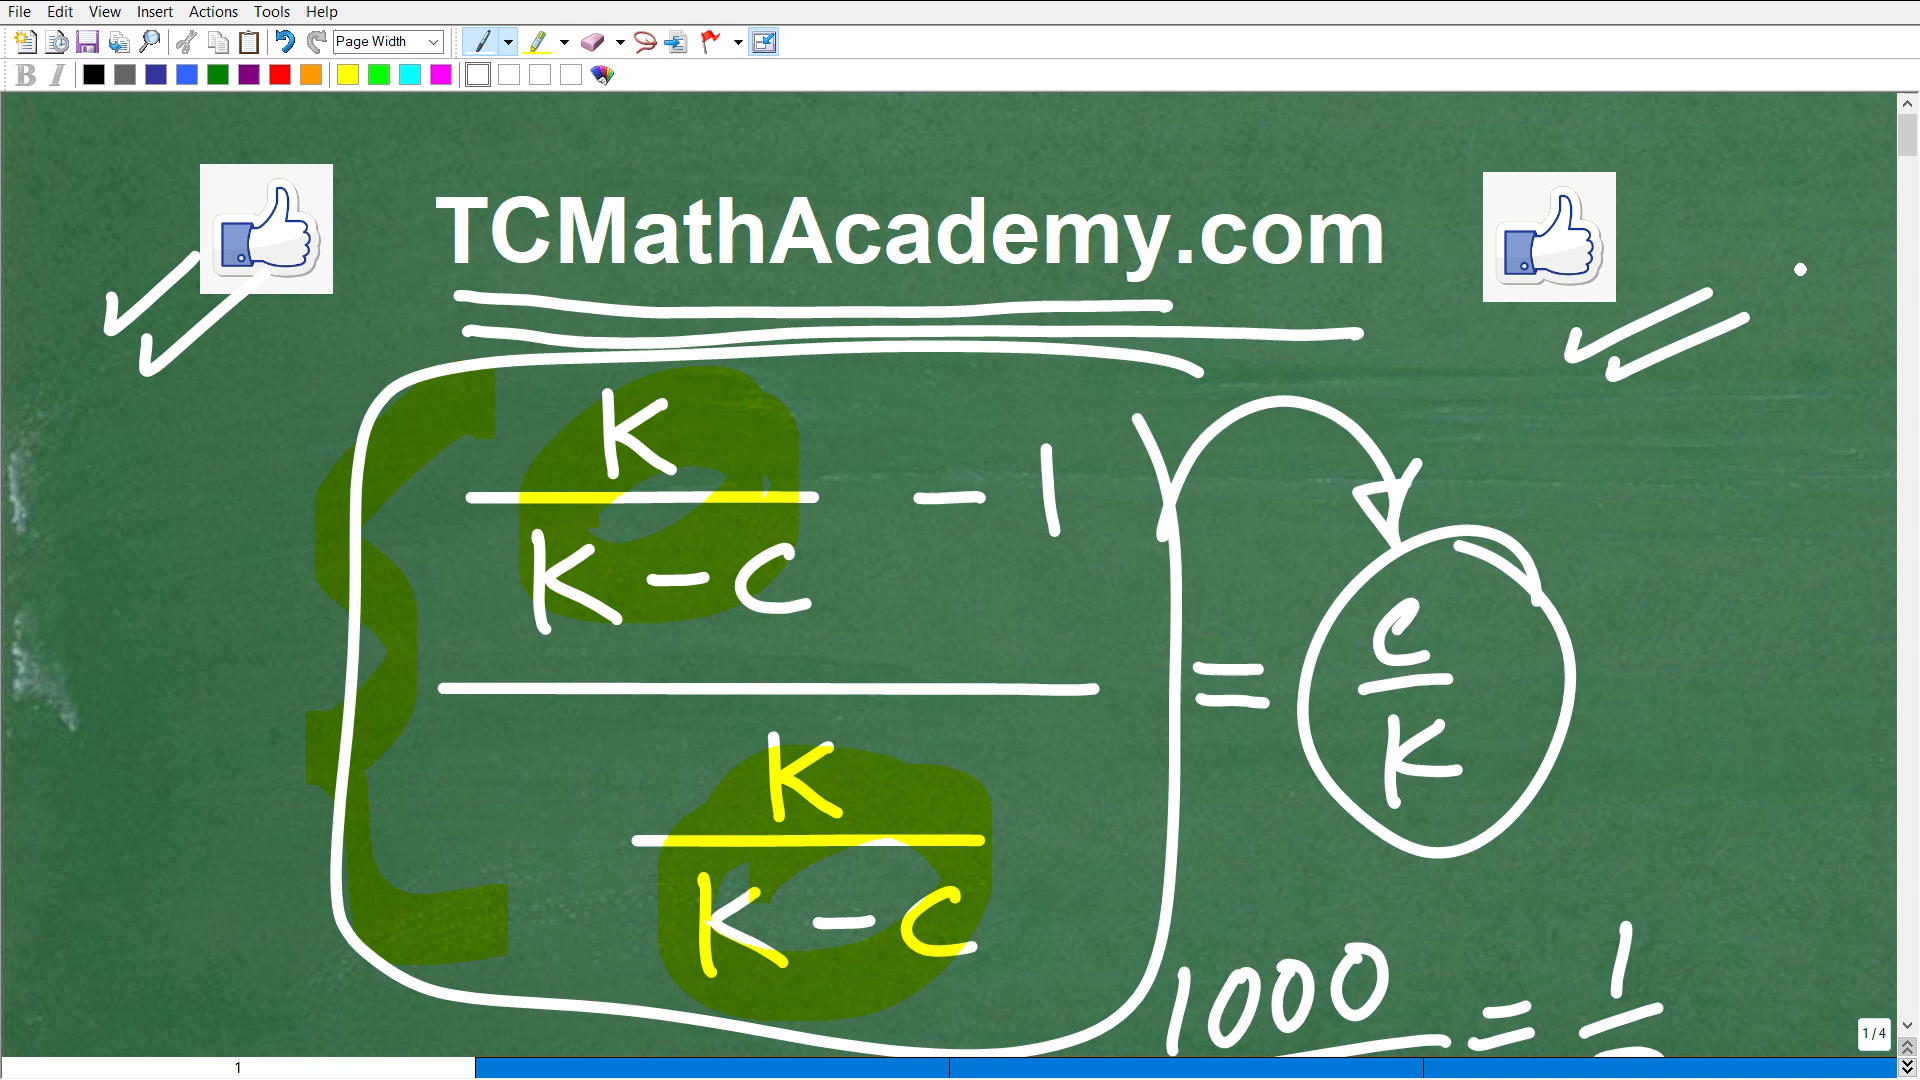 File Edit View Insert Actions Tools Help
Page Width
B I
TCMathAcademy.com
K
K - C
- 1
K
K - C
=
C
K
1000 = 1
1 / 4
1